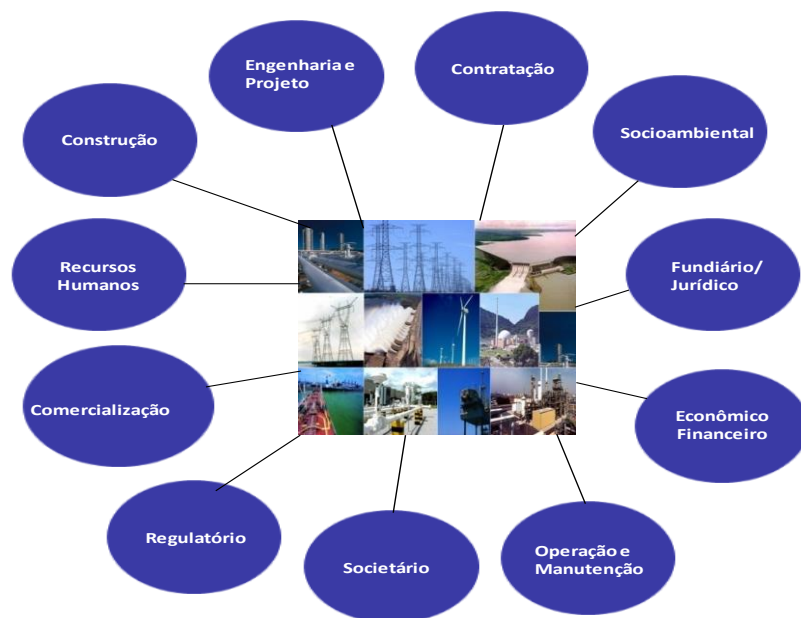 Engenharia e
Projeto
Contratação
Construção
Socioambiental
Recursos
Humanos
Fundiário/
Jurídico
Comercialização
Econômico
Financeiro
Regulatório
Societário
Operação e
Manutenção